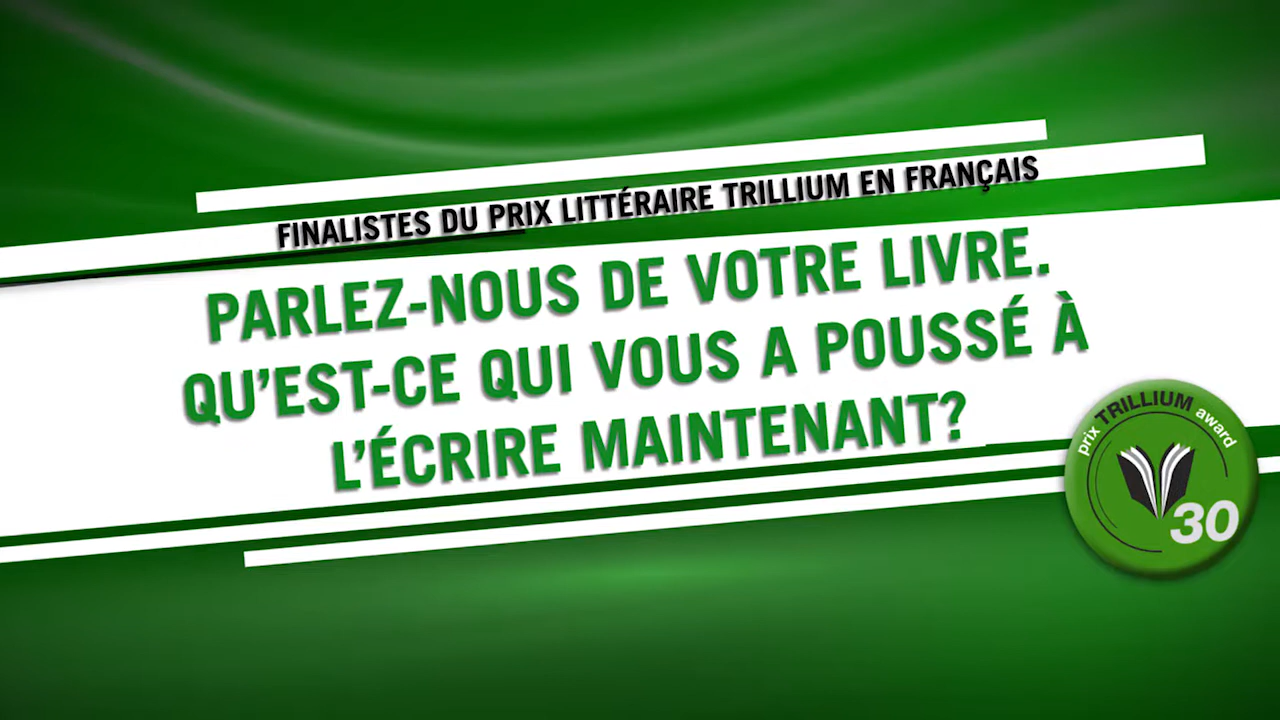 FINALISTES DU PRIX LITTÉRAIRE TRILLIUM EN FRANÇAIS
PARLEZ-NOUS DE VOTRE LIVRE.
QU’EST-CE QUI VOUS A POUSSÉ À
L’ÉCRIRE MAINTENANT?
prix TRILLIUM award
30